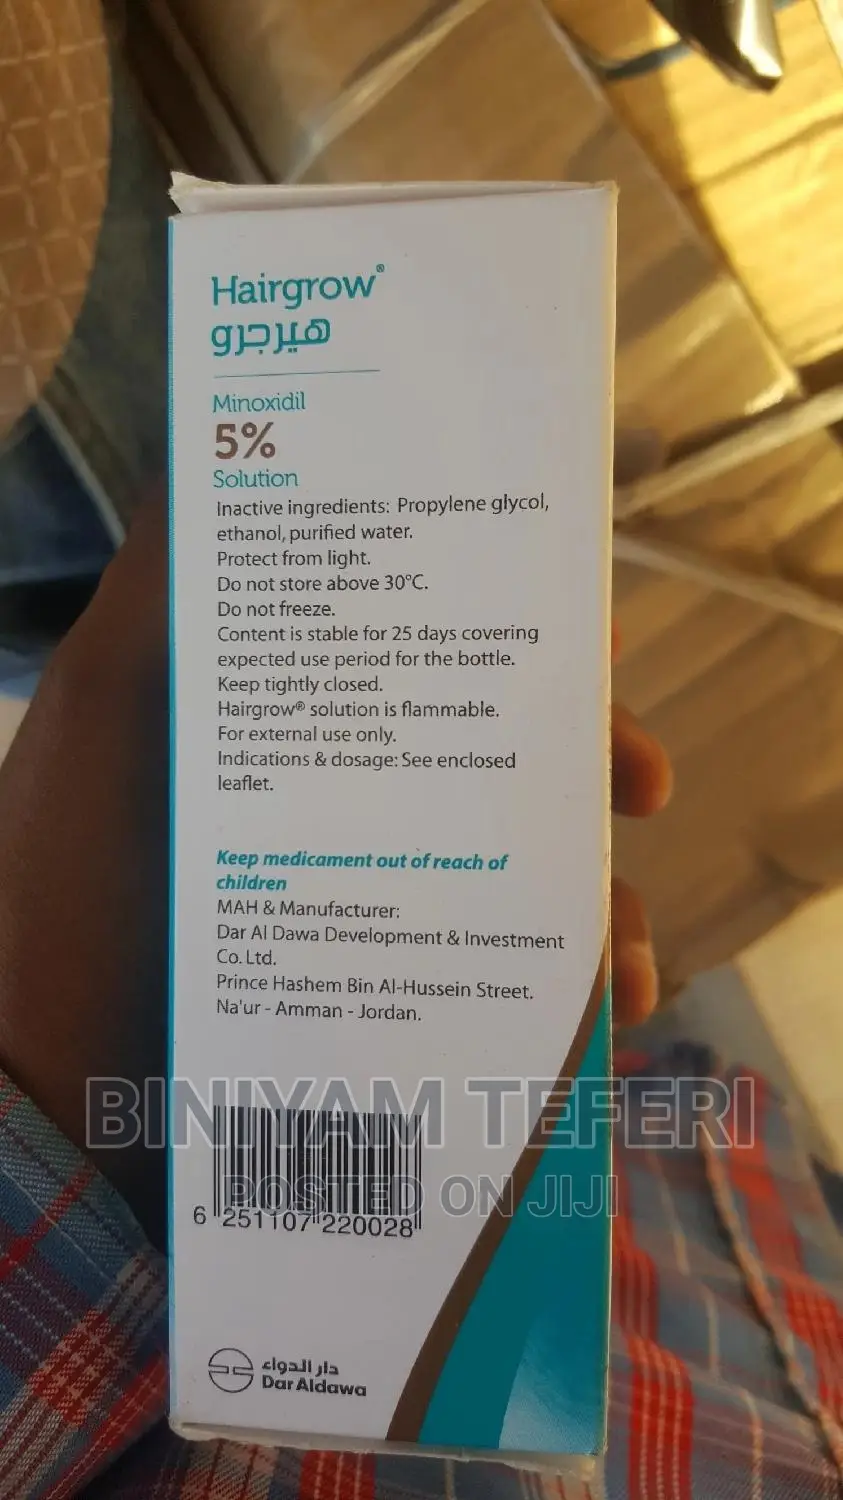 Hairgrow®
هيرجرو
Minoxidil
5%
Solution
Inactive ingredients: Propylene glycol,
ethanol, purified water.
Protect from light.
Do not store above 30°C.
Do not freeze.
Content is stable for 25 days covering
expected use period for the bottle.
Keep tightly closed.
Hairgrow® solution is flammable.
For external use only.
Indications & dosage: See enclosed
leaflet.
Keep medicament out of reach of
children
MAH & Manufacturer:
Dar Al Dawa Development & Investment
Co. Ltd.
Prince Hashem Bin Al-Hussein Street.
Na'ur - Amman - Jordan.
BINIYAM TEFERI
POSTED ON JIJI
6 251107 220028
دار الدواء
Dar Aldawa